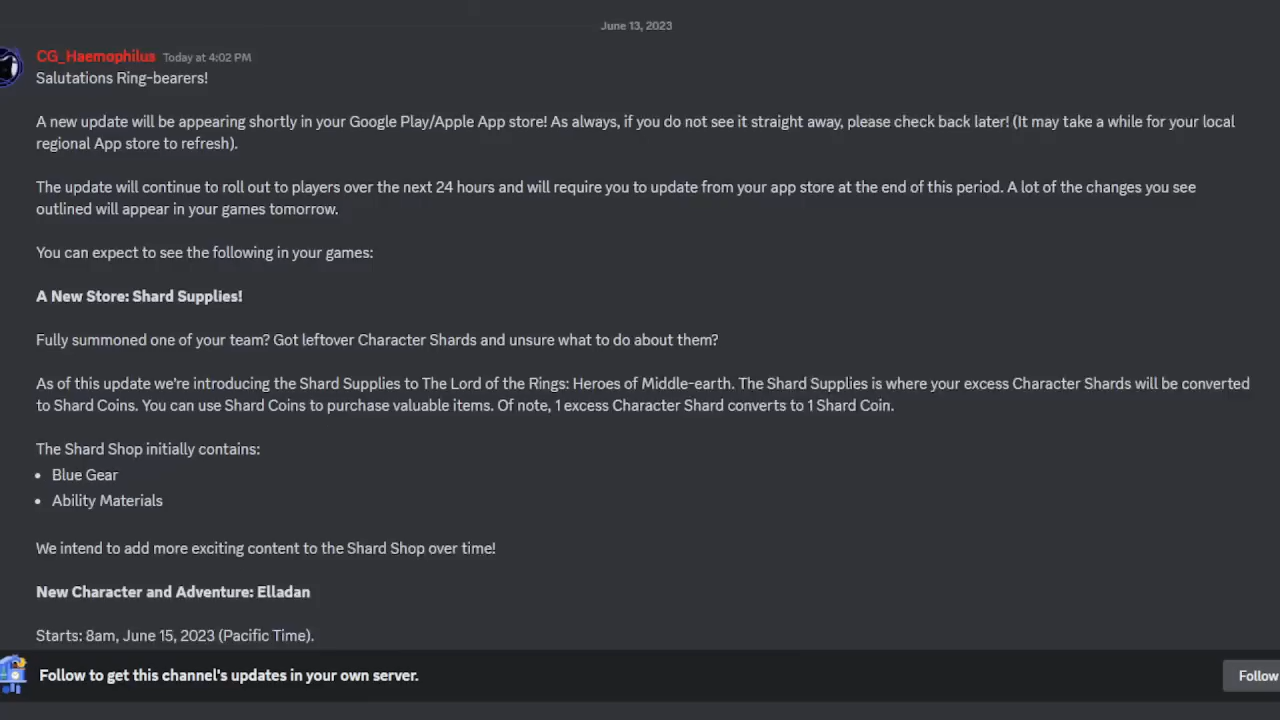 June 13, 2023
CG_Haemophilus Today at 4:02 PM
Salutations Ring-bearers!
A new update will be appearing shortly in your Google Play/Apple App store! As always, if you do not see it straight away, please check back later! (It may take a while for your local
regional App store to refresh).
The update will continue to roll out to players over the next 24 hours and will require you to update from your app store at the end of this period. A lot of the changes you see
outlined will appear in your games tomorrow.
You can expect to see the following in your games:
A New Store: Shard Supplies!
Fully summoned one of your team? Got leftover Character Shards and unsure what to do about them?
As of this update we're introducing the Shard Supplies to The Lord of the Rings: Heroes of Middle-earth. The Shard Supplies is where your excess Character Shards will be converted
to Shard Coins. You can use Shard Coins to purchase valuable items. Of note, 1 excess Character Shard converts to 1 Shard Coin.
The Shard Shop initially contains:
• Blue Gear
• Ability Materials
We intend to add more exciting content to the Shard Shop over time!
New Character and Adventure: Elladan
Starts: 8am, June 15, 2023 (Pacific Time).
Follow to get this channel's updates in your own server.
Follow